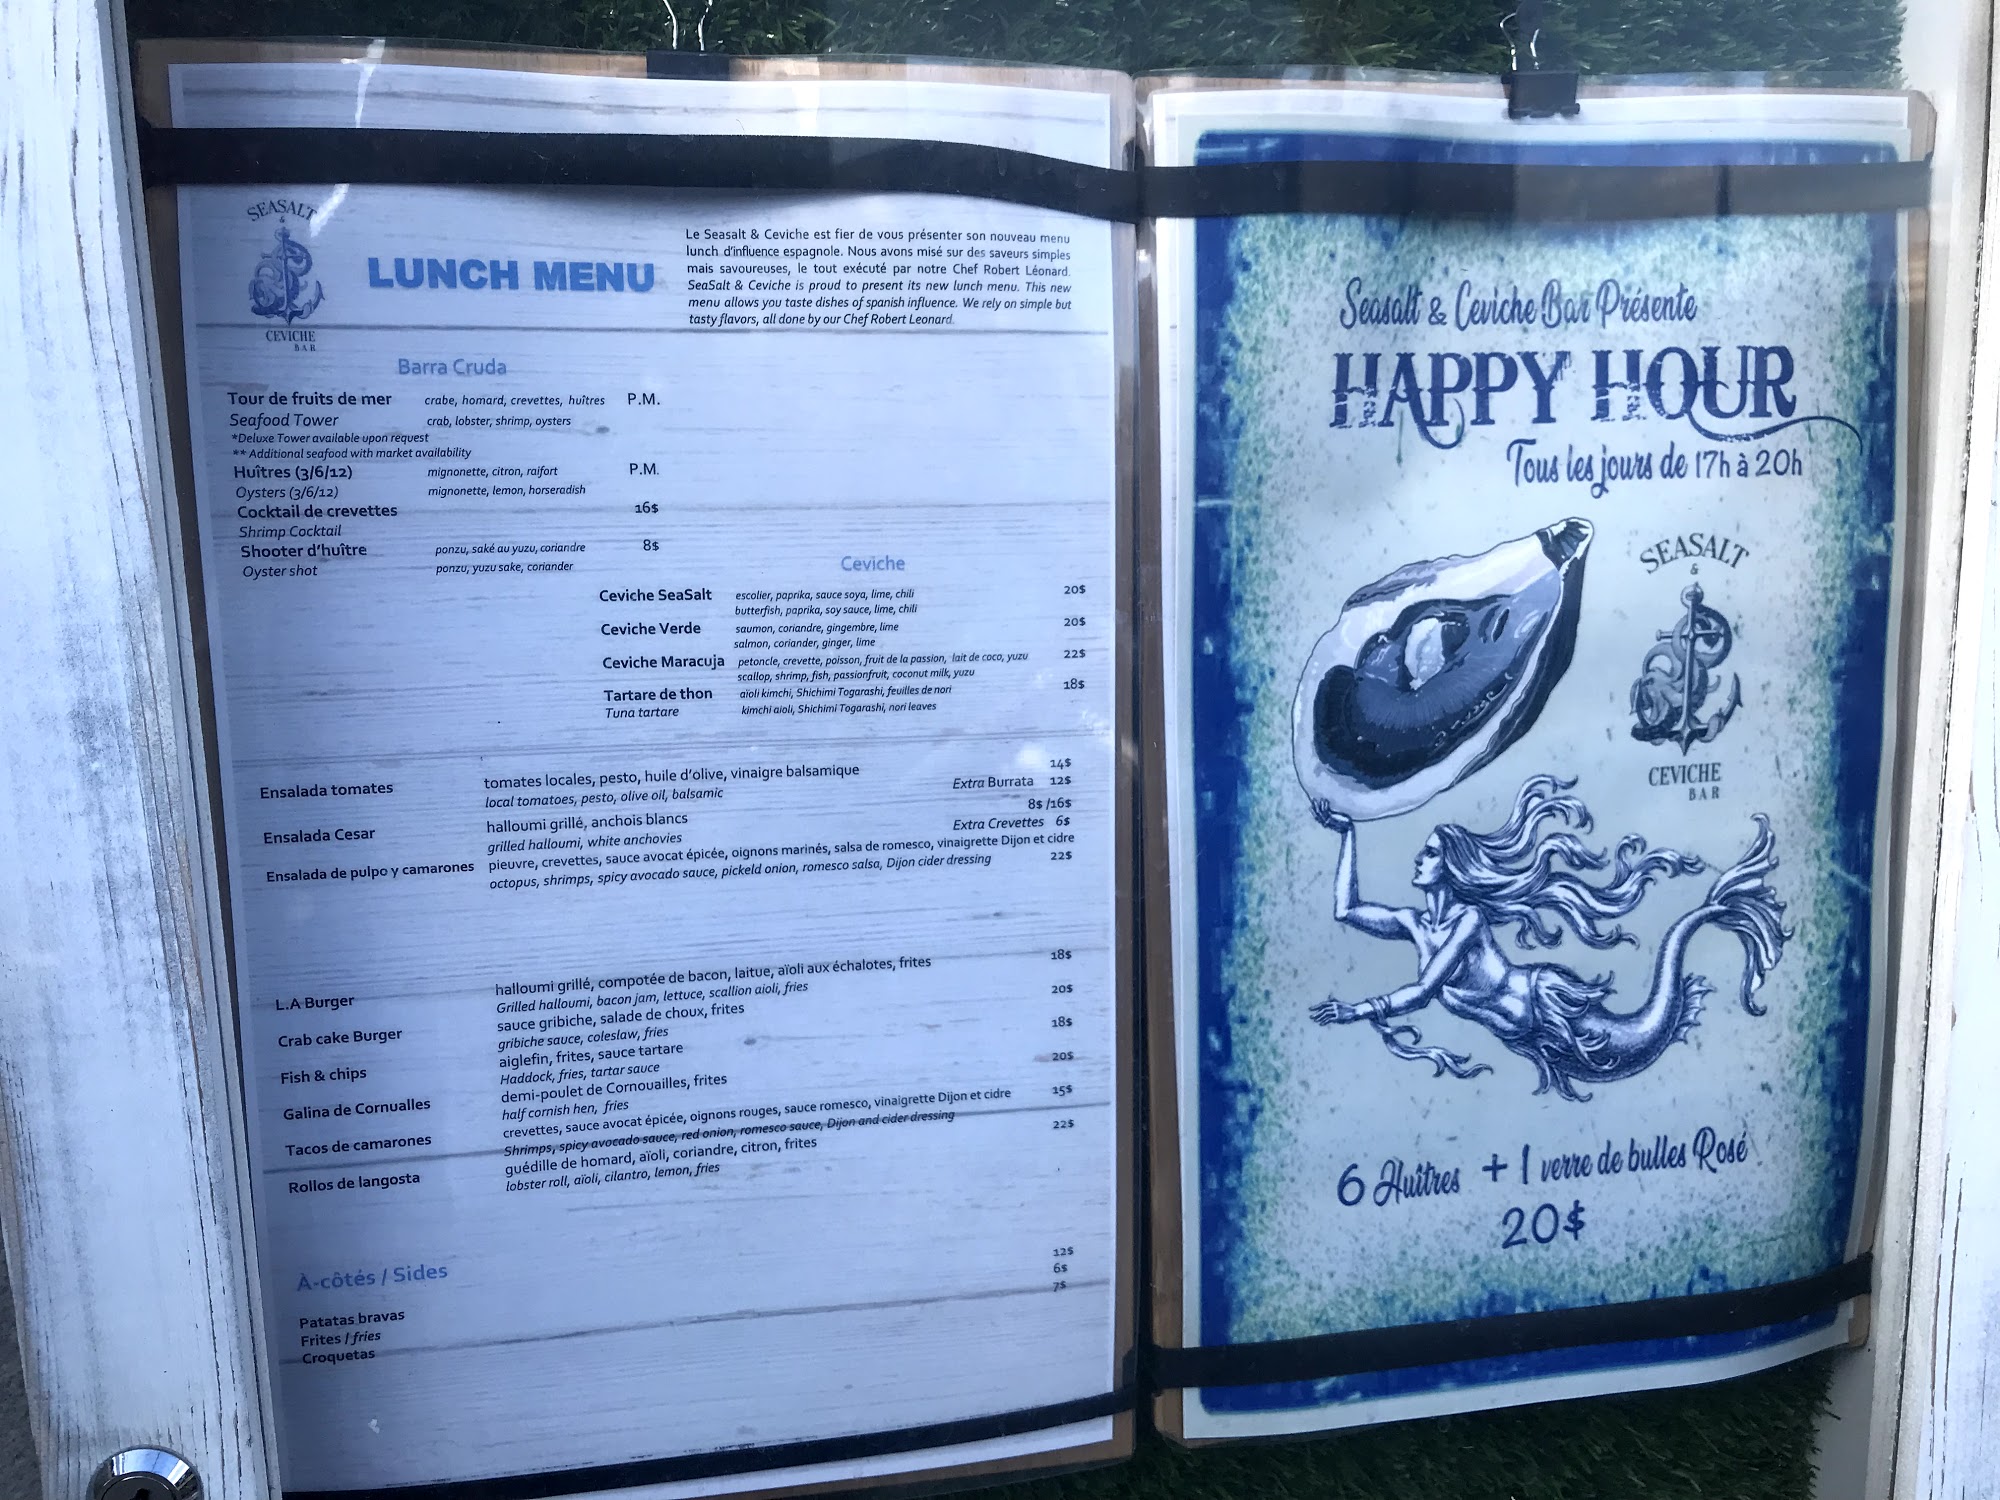 SEASALT
&
CEVICHE
BAR
LUNCH MENU
Le Seasalt & Ceviche est fier de vous présenter son nouveau menu
lunch d'influence espagnole. Nous avons misé sur des saveurs simples
mais savoureuses, le tout exécuté par notre Chef Robert Léonard.
SeaSalt & Ceviche is proud to present its new lunch menu. This new
menu allows you taste dishes of spanish influence. We rely on simple but
tasty flavors, all done by our Chef Robert Leonard.
Barra Cruda
Tour de fruits de mer crabe, homard, crevettes, huîtres P.M.
Seafood Tower crab, lobster, shrimp, oysters
*Deluxe Tower available upon request
** Additional seafood with market availability
Huîtres (3/6/12) mignonette, citron, raifort P.M.
Oysters (3/6/12) mignonette, lemon, horseradish
Cocktail de crevettes 16$
Shrimp Cocktail
Shooter d'huître ponzu, saké au yuzu, coriandre 8$
Oyster shot ponzu, yuzu sake, coriander
Ceviche
Ceviche SeaSalt escolier, paprika, sauce soya, lime, chili 20$
butterfish, paprika, soy sauce, lime, chili
Ceviche Verde saumon, coriandre, gingembre, lime 20$
salmon, coriander, ginger, lime
Ceviche Maracuja petoncle, crevette, poisson, fruit de la passion, lait de coco, yuzu 22$
scallop, shrimp, fish, passionfruit, coconut milk, yuzu
Tartare de thon aïoli kimchi, Shichimi Togarashi, feuilles de nori 18$
Tuna tartare kimchi aioli, Shichimi Togarashi, nori leaves
Ensalada tomates tomates locales, pesto, huile d'olive, vinaigre balsamique 14$
local tomatoes, pesto, olive oil, balsamic Extra Burrata 12$
Ensalada Cesar halloumi grillé, anchois blancs 8$ /16$
grilled halloumi, white anchovies Extra Crevettes 6$
Ensalada de pulpo y camarones pieuvre, crevettes, sauce avocat épicée, oignons marinés, salsa de romesco, vinaigrette Dijon et cidre
octopus, shrimps, spicy avocado sauce, pickeld onion, romesco salsa, Dijon cider dressing 22$
L.A Burger halloumi grillé, compotée de bacon, laitue, aïoli aux échalotes, frites 18$
Grilled halloumi, bacon jam, lettuce, scallion aioli, fries
Crab cake Burger sauce gribiche, salade de choux, frites 20$
gribiche sauce, coleslaw, fries
Fish & chips aiglefin, frites, sauce tartare 18$
Haddock, fries, tartar sauce
Galina de Cornualles demi-poulet de Cornouailles, frites 20$
half cornish hen, fries
Tacos de camarones crevettes, sauce avocat épicée, oignons rouges, sauce romesco, vinaigrette Dijon et cidre 15$
Shrimps, spicy avocado sauce, red onion, romesco sauce, Dijon and cider dressing
Rollos de langosta guédille de homard, aïoli, coriandre, citron, frites 22$
lobster roll, aïoli, cilantro, lemon, fries
À-côtés / Sides
Patatas bravas 12$
Frites / fries 6$
Croquetas 7$
Seasalt & Ceviche Bar Présente
HAPPY HOUR
Tous les jours de 17h à 20h
SEASALT
&
CEVICHE
BAR
6 Huîtres + 1 verre de bulles Rosé
20$